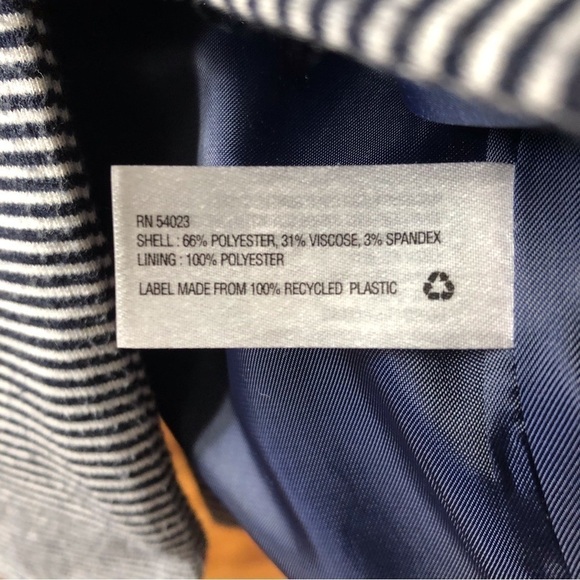 RN 54023
SHELL : 66% POLYESTER, 31% VISCOSE, 3% SPANDEX
LINING : 100% POLYESTER
LABEL MADE FROM 100% RECYCLED PLASTIC